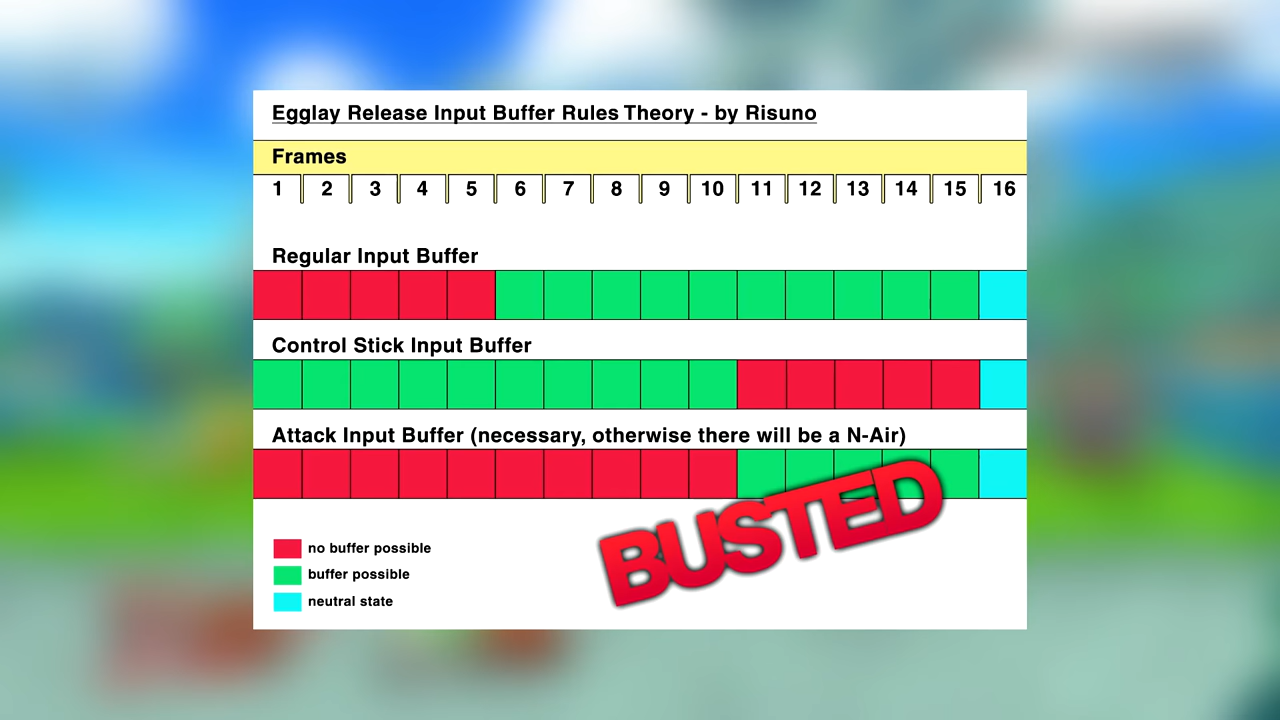 Egglay Release Input Buffer Rules Theory - by Risuno
Frames
1 2 3 4 5 6 7 8 9 10 11 12 13 14 15 16
Regular Input Buffer
Control Stick Input Buffer
Attack Input Buffer (necessary, otherwise there will be a N-Air)
BUSTED
no buffer possible
buffer possible
neutral state